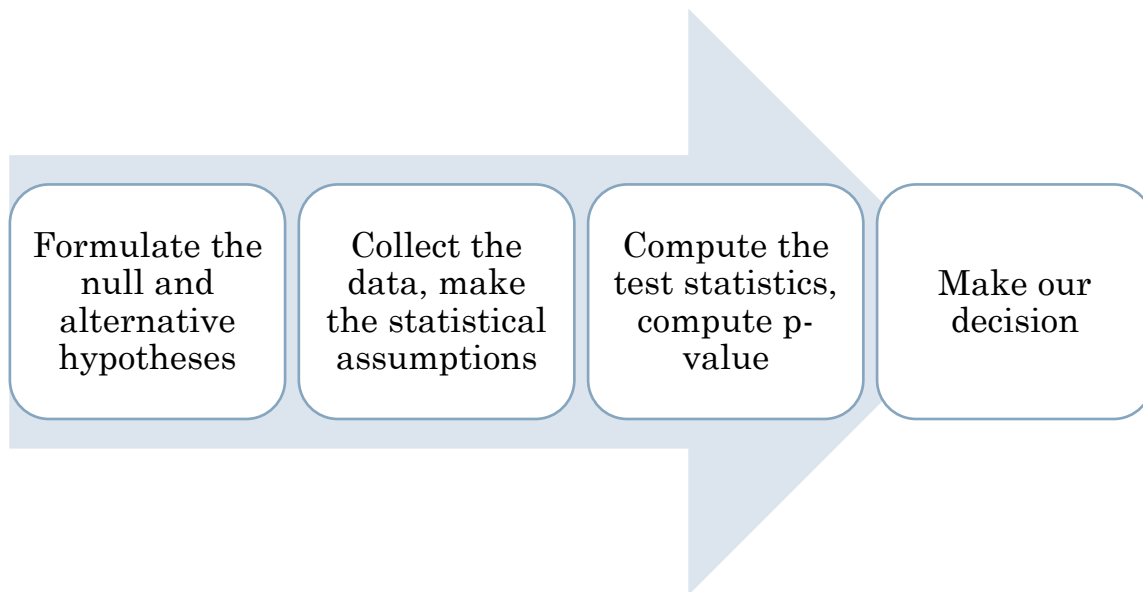 Formulate the
null and
alternative
hypotheses
Collect the
data, make
the statistical
assumptions
Compute the
test statistics,
compute p-
value
Make our
decision